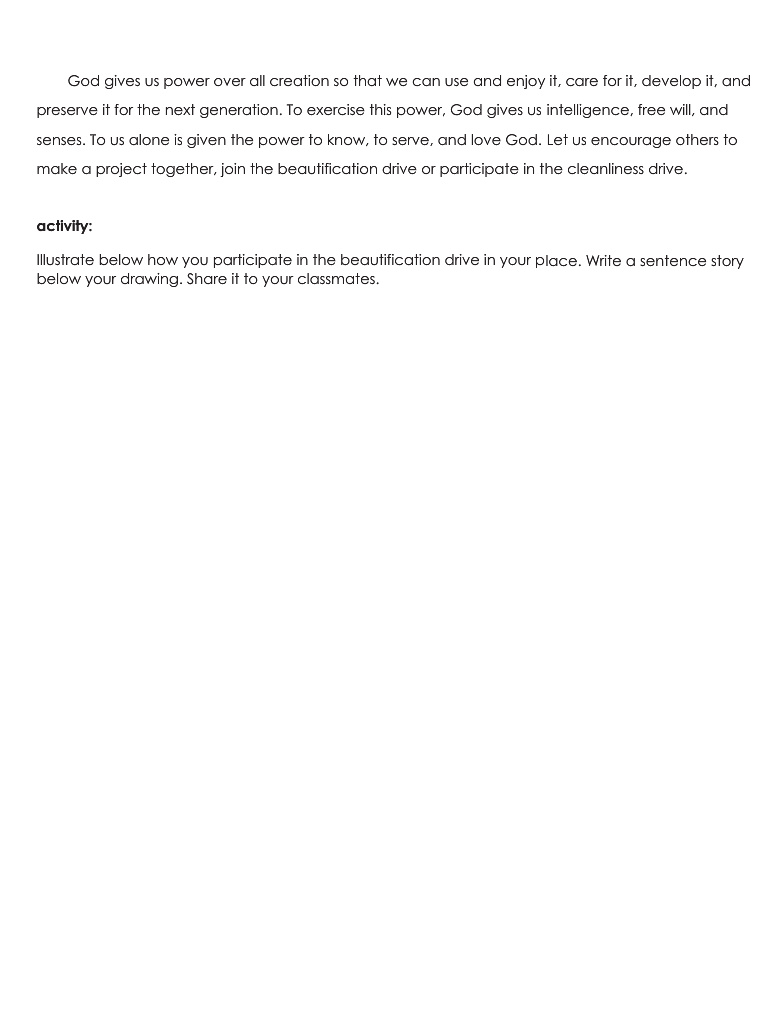 God gives us power over all creation so that we can use and enjoy it, care for it, develop it, and
preserve it for the next generation. To exercise this power, God gives us intelligence, free will, and
senses. To us alone is given the power to know, to serve, and love God. Let us encourage others to
make a project together, join the beautification drive or participate in the cleanliness drive.
activity:
Illustrate below how you participate in the beautification drive in your place. Write a sentence story
below your drawing. Share it to your classmates.